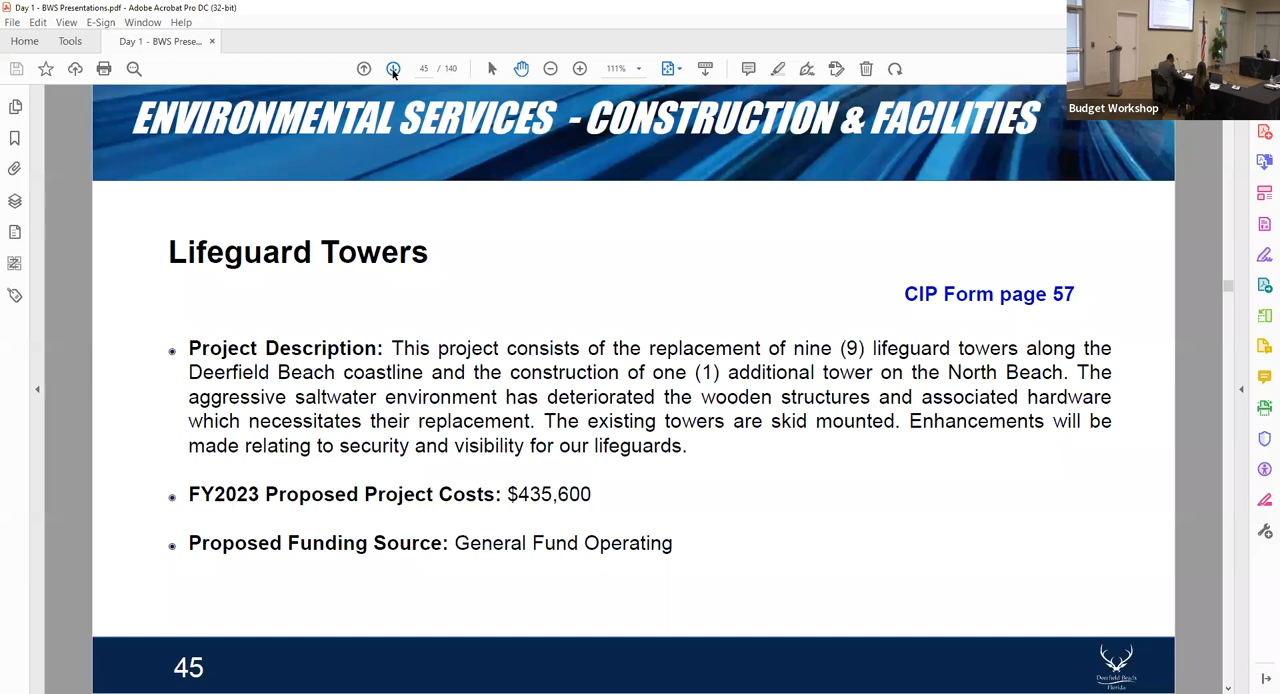 Day 1 - BWS Presentations.pdf - Adobe Acrobat Pro DC (32-bit)
File Edit View E-Sign Window Help
Home Tools Day 1 - BWS Prese... ×
45 / 140 111%
Budget Workshop
ENVIRONMENTAL SERVICES - CONSTRUCTION & FACILITIES
Lifeguard Towers
CIP Form page 57
Project Description: This project consists of the replacement of nine (9) lifeguard towers along the
Deerfield Beach coastline and the construction of one (1) additional tower on the North Beach. The
aggressive saltwater environment has deteriorated the wooden structures and associated hardware
which necessitates their replacement. The existing towers are skid mounted. Enhancements will be
made relating to security and visibility for our lifeguards.
FY2023 Proposed Project Costs: $435,600
Proposed Funding Source: General Fund Operating
45
Deerfield Beach
Florida